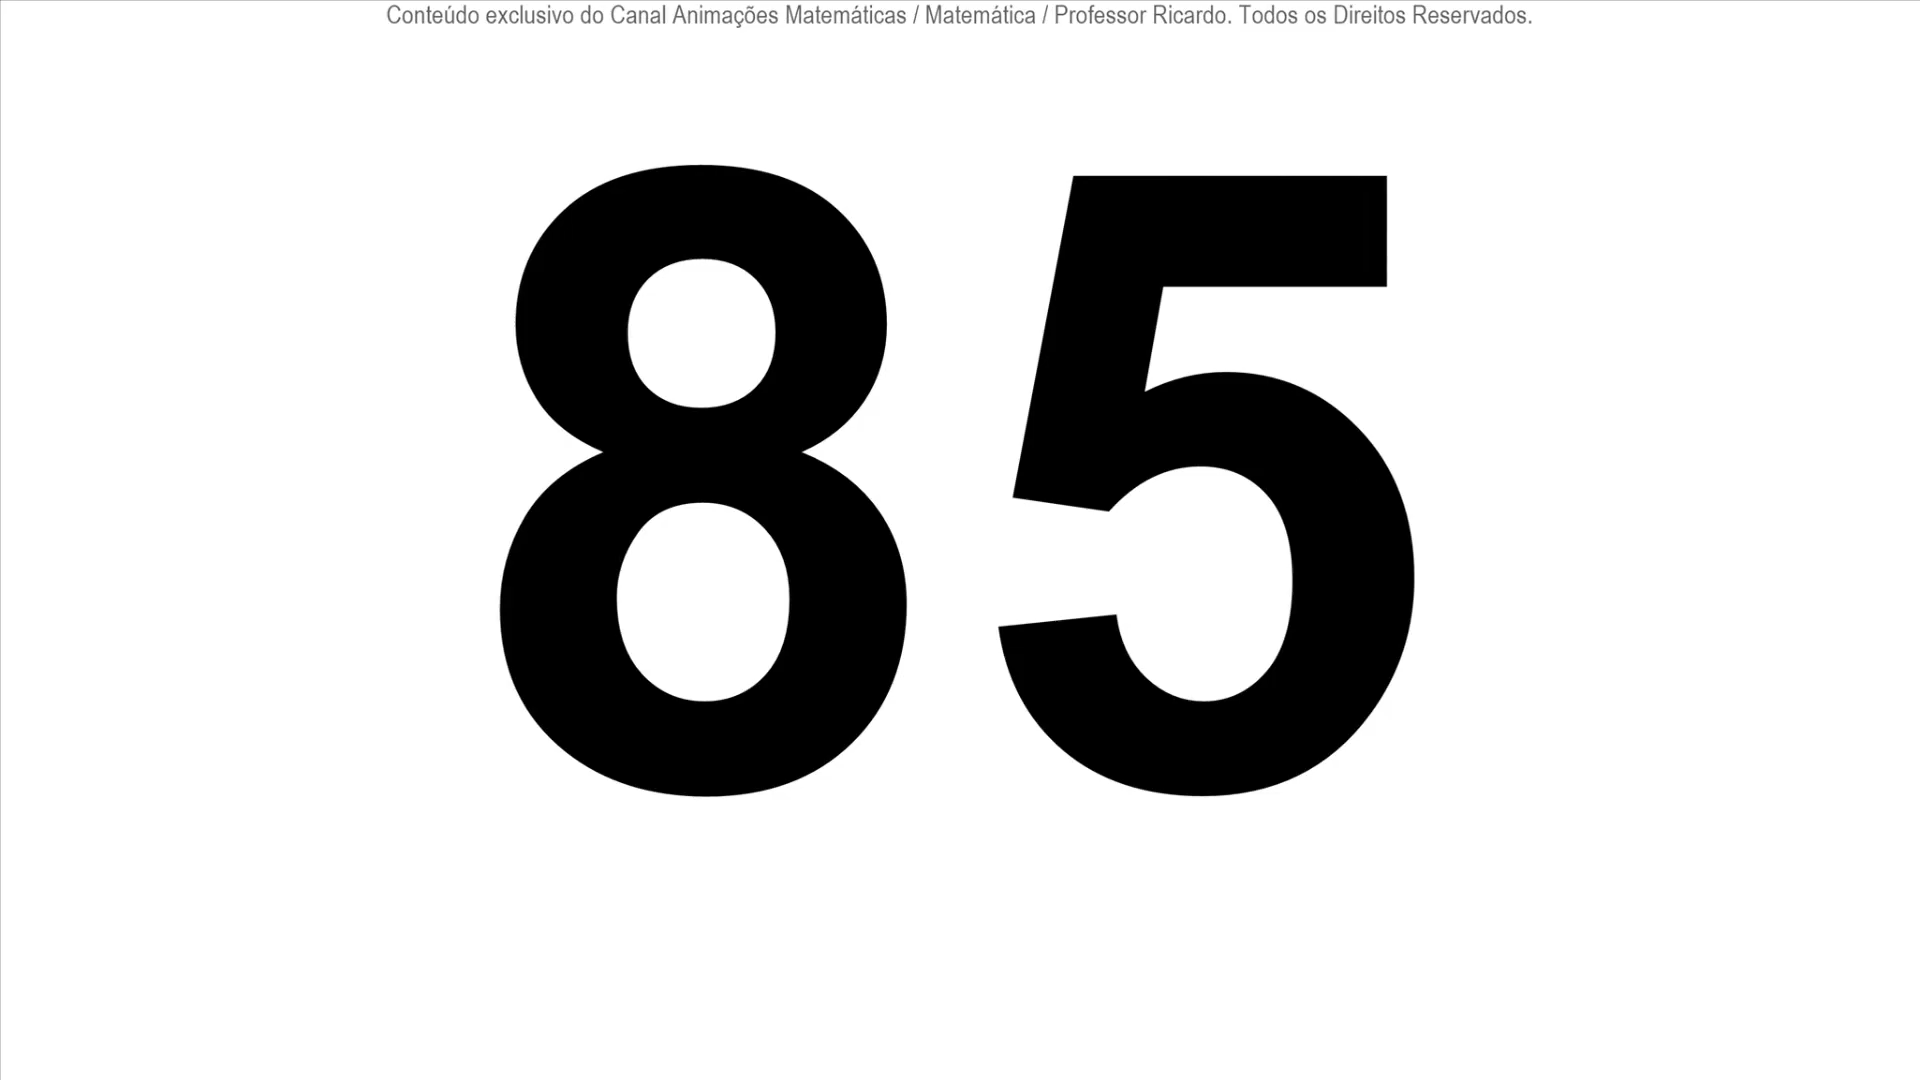 Conteúdo exclusivo do Canal Animações Matemáticas / Matemática / Professor Ricardo. Todos os Direitos Reservados.
85